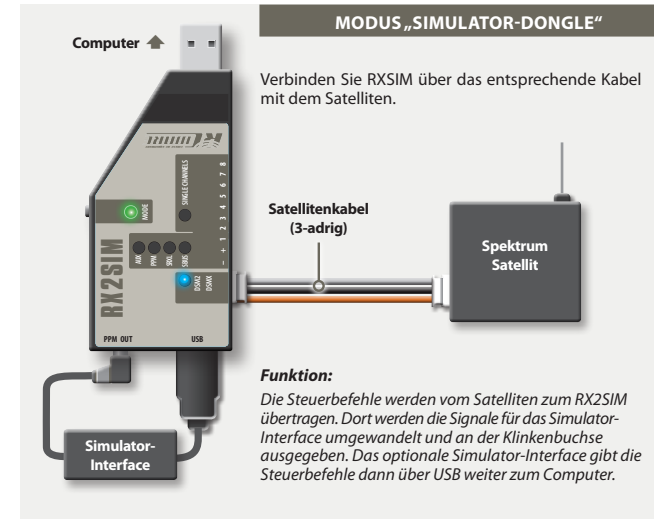 MODUS „SIMULATOR-DONGLE“
Computer
Verbinden Sie RXSIM über das entsprechende Kabel
mit dem Satelliten.
SINGLE CHANNELS
– + 1 2 3 4 5 6 7 8
MODE
AUX
PPM
SRXL
SBUS
DSM2
DSMX
RX2SIM
PPM OUT
USB
Satellitenkabel
(3-adrig)
Spektrum
Satellit
Simulator-
Interface
Funktion:
Die Steuerbefehle werden vom Satelliten zum RX2SIM
übertragen. Dort werden die Signale für das Simulator-
Interface umgewandelt und an der Klinkenbuchse
ausgegeben. Das optionale Simulator-Interface gibt die
Steuerbefehle dann über USB weiter zum Computer.